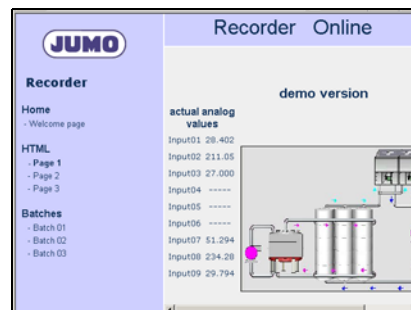 JUMO
Recorder Online
Recorder
Home
- Welcome page
HTML
- Page 1
- Page 2
- Page 3
Batches
- Batch 01
- Batch 02
- Batch 03
demo version
actual analog
values
Input01 28.402
Input02 211.05
Input03 27.000
Input04 -----
Input05 -----
Input06 -----
Input07 51.294
Input08 234.28
Input09 29.794